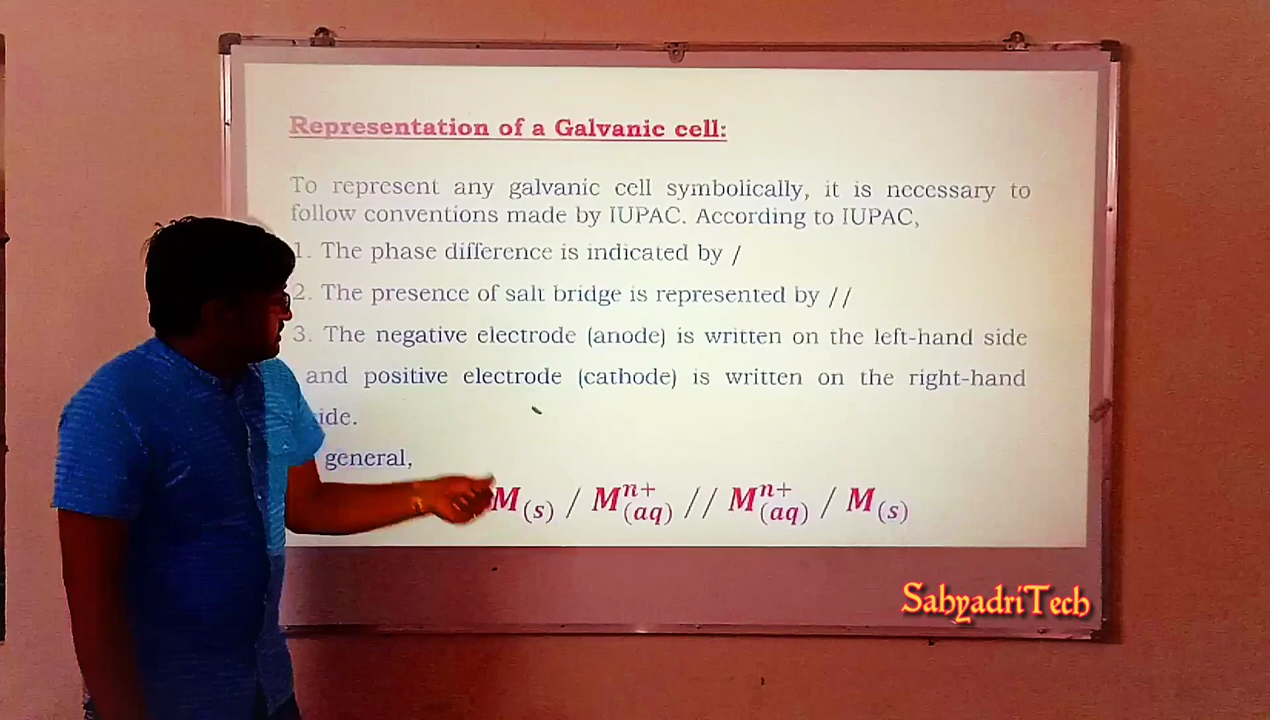 Representation of a Galvanic cell:
To represent any galvanic cell symbolically, it is necessary to
follow conventions made by IUPAC. According to IUPAC,
1. The phase difference is indicated by /
2. The presence of salt bridge is represented by //
3. The negative electrode (anode) is written on the left-hand side
and positive electrode (cathode) is written on the right-hand
ide.
general,
M(s) / M^{n+}_{(aq)} // M^{n+}_{(aq)} / M(s)
SahyadriTech